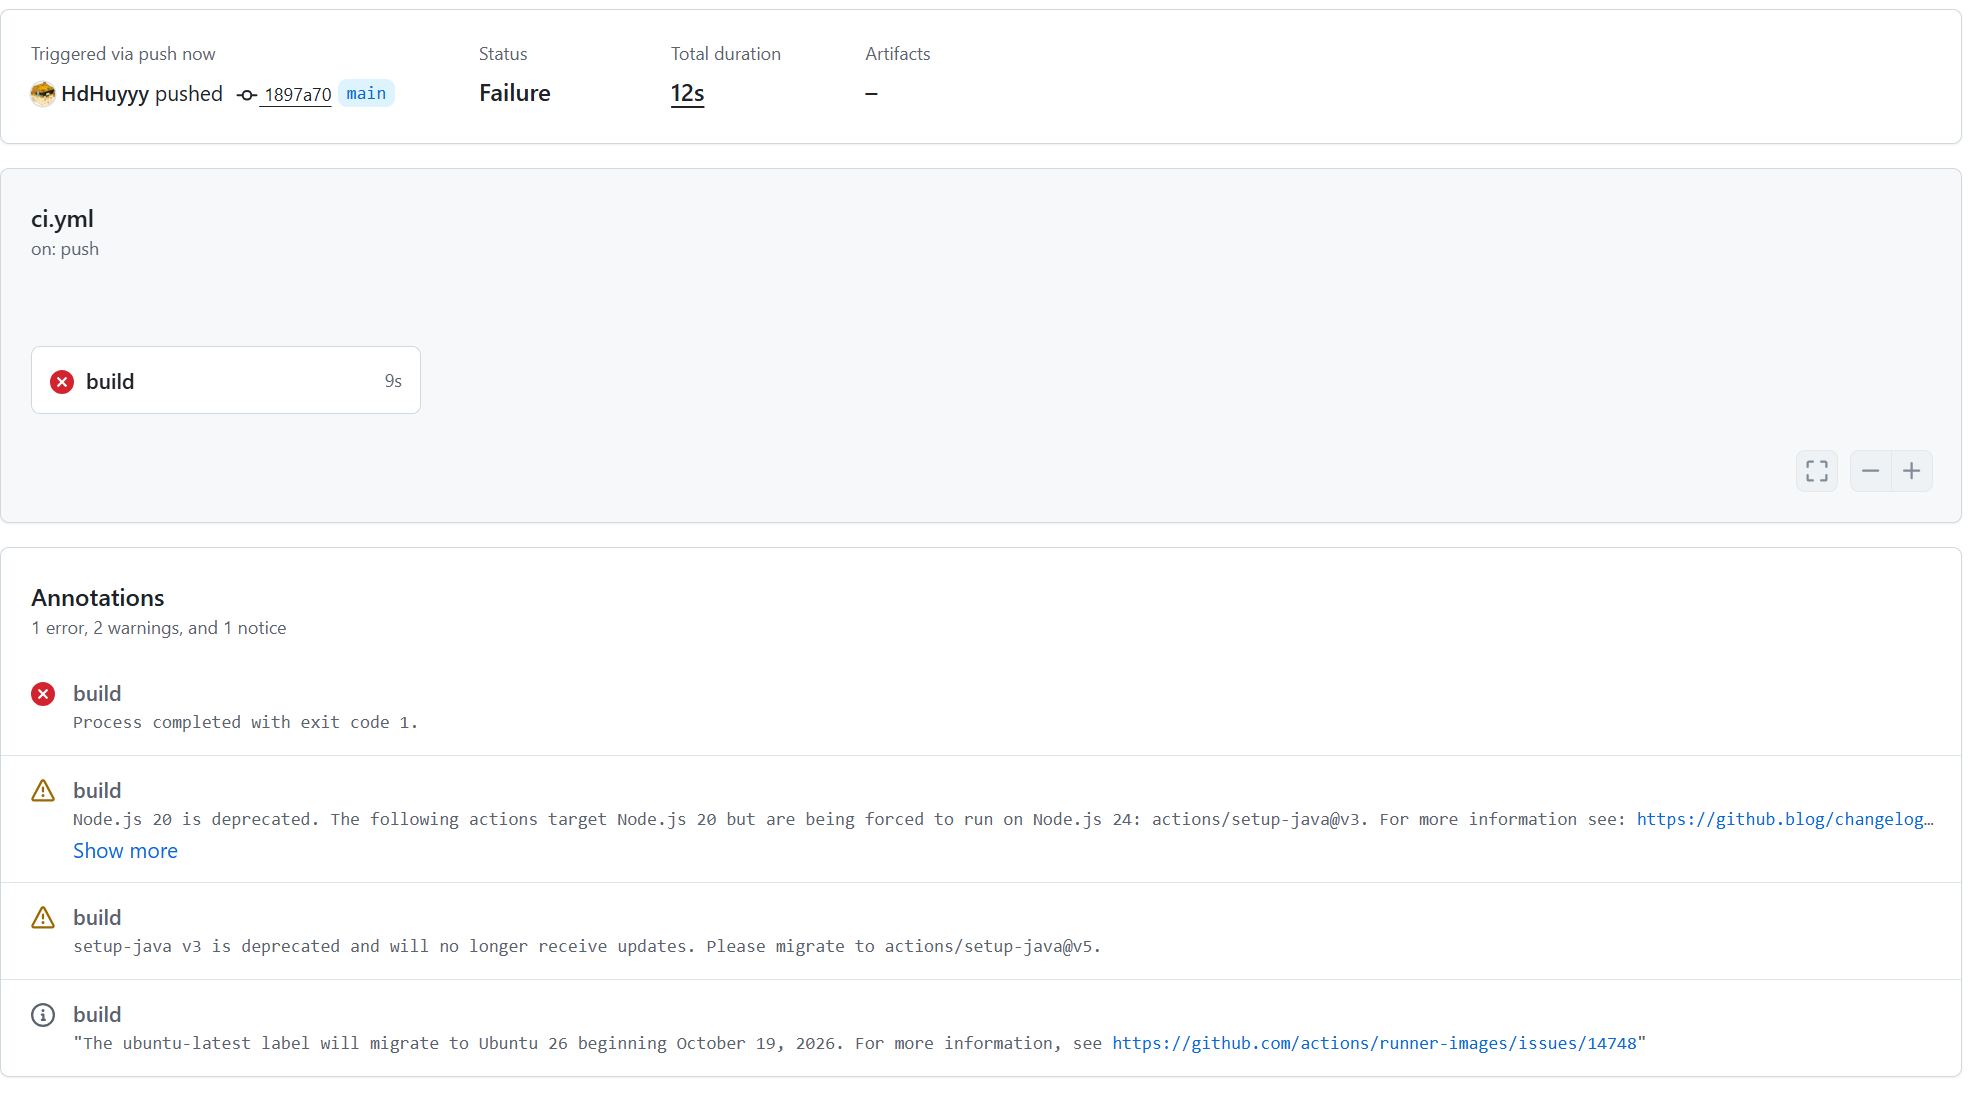 Triggered via push now
HdHuyyy pushed 1897a70 main
Status
Failure
Total duration
12s
Artifacts
–
ci.yml
on: push
build 9s
Annotations
1 error, 2 warnings, and 1 notice
build
Process completed with exit code 1.
build
Node.js 20 is deprecated. The following actions target Node.js 20 but are being forced to run on Node.js 24: actions/setup-java@v3. For more information see: https://github.blog/changelog…
Show more
build
setup-java v3 is deprecated and will no longer receive updates. Please migrate to actions/setup-java@v5.
build
"The ubuntu-latest label will migrate to Ubuntu 26 beginning October 19, 2026. For more information, see https://github.com/actions/runner-images/issues/14748"